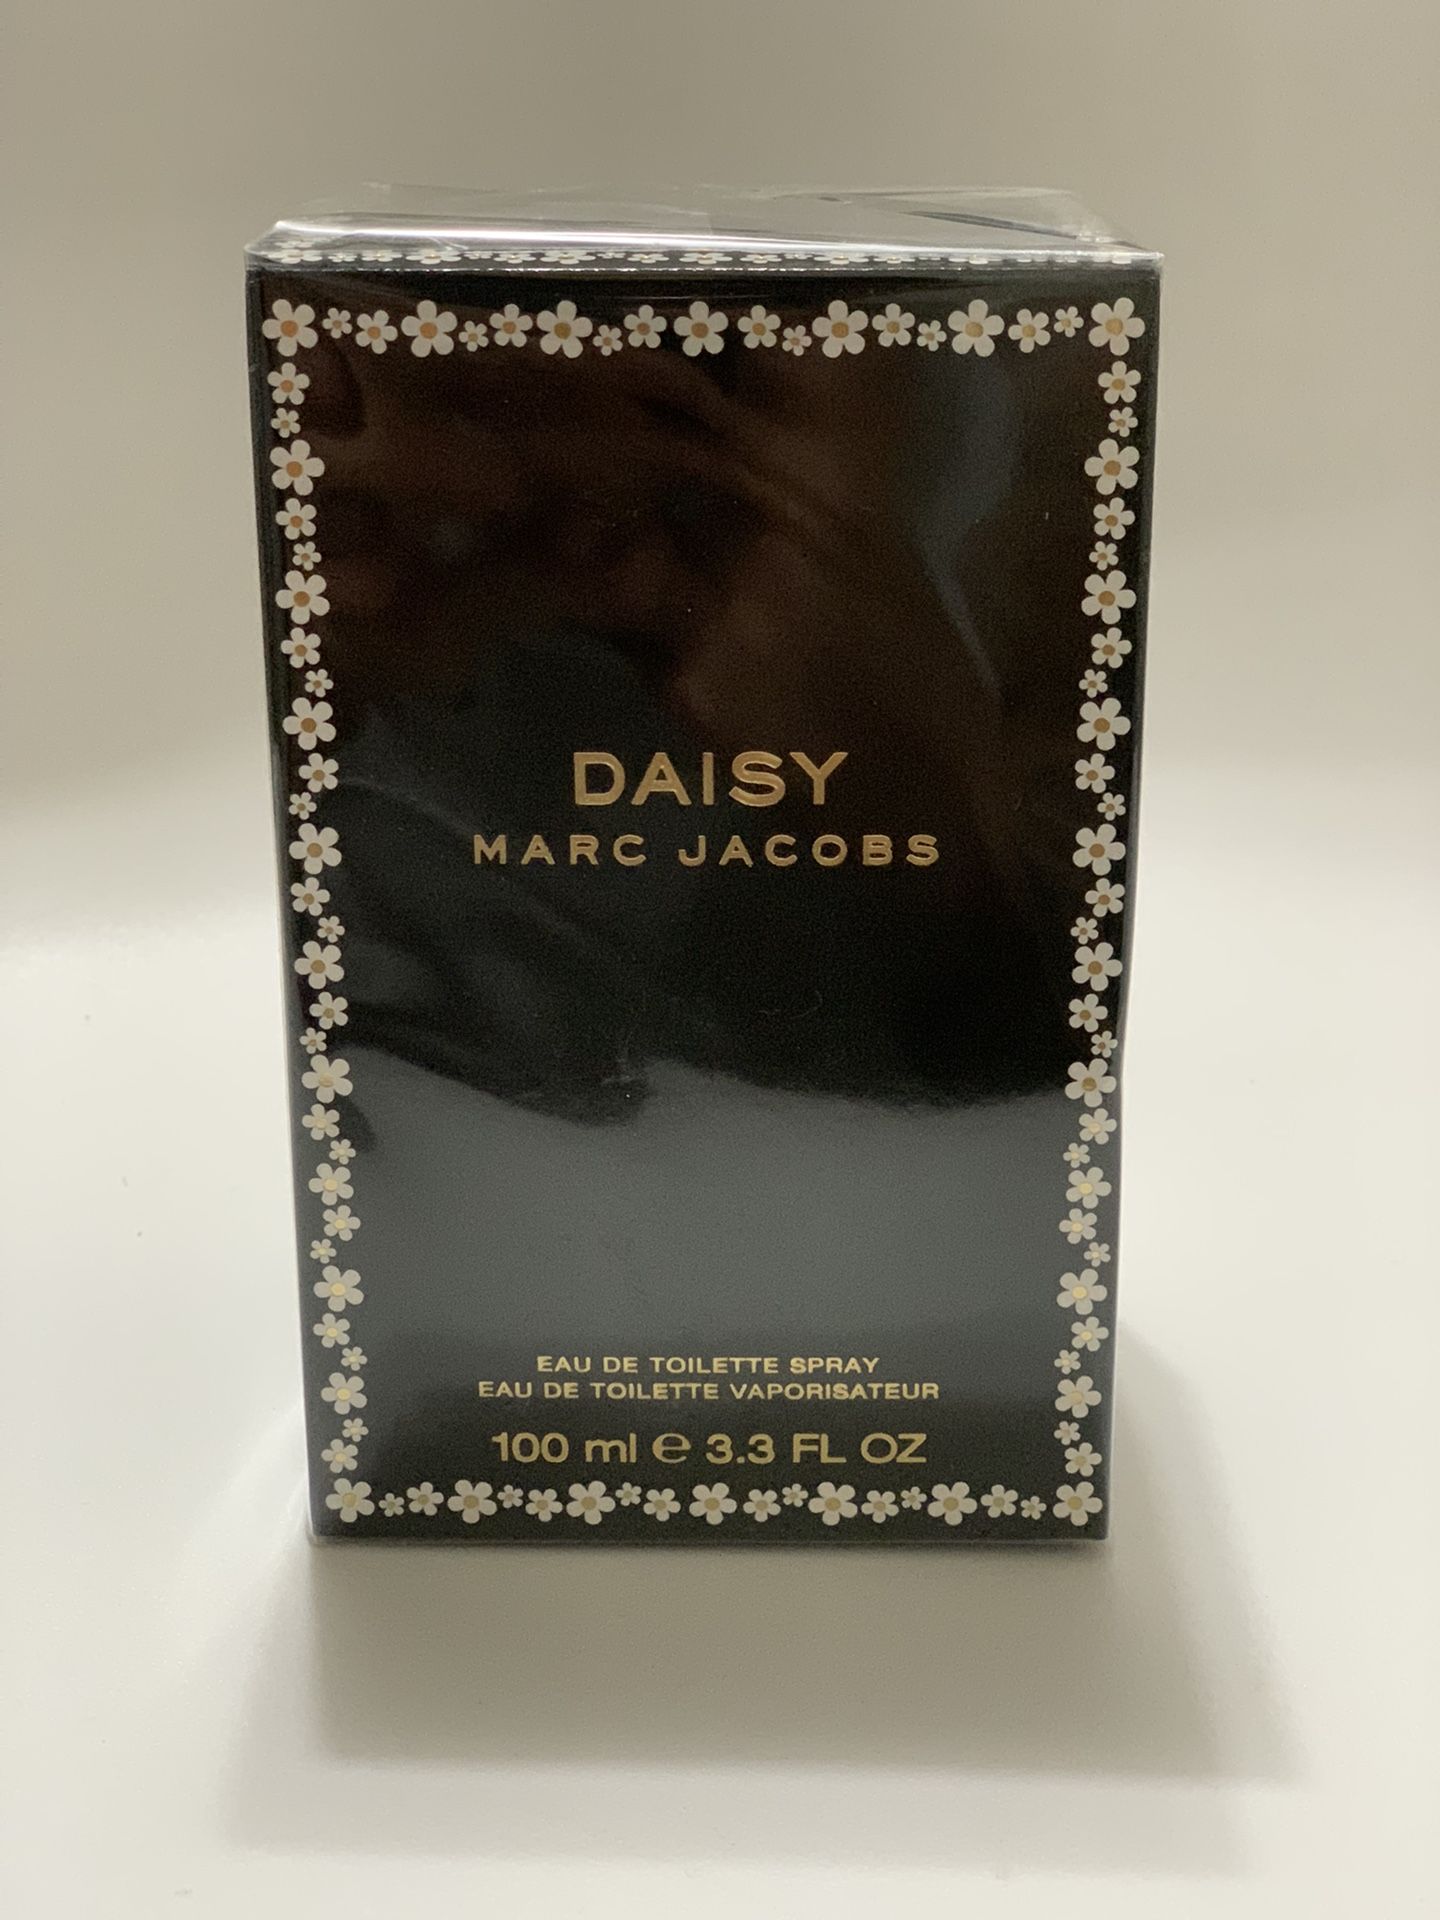 DAISY
MARC JACOBS
EAU DE TOILETTE SPRAY
EAU DE TOILETTE VAPORISATEUR
100 ml ℮ 3.3 FL OZ